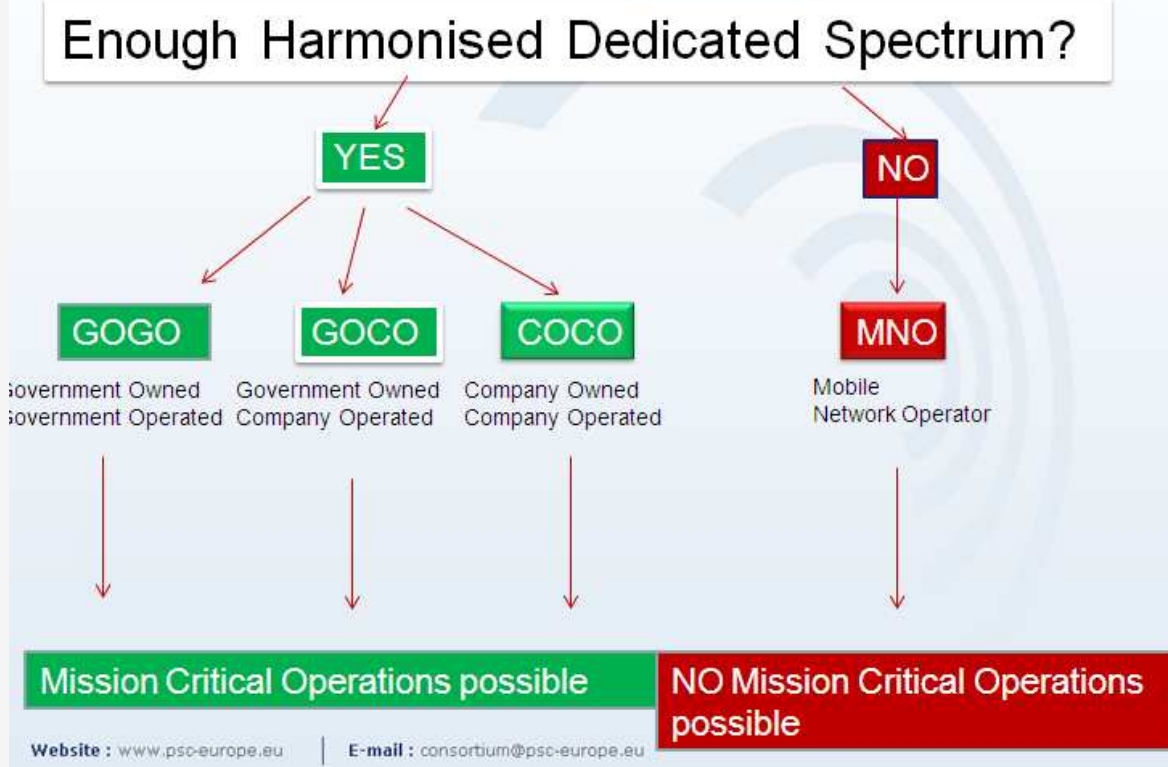 Enough Harmonised Dedicated Spectrum?
YES
NO
GOGO
GOCO
COCO
MNO
Government Owned
Government Operated
Government Owned
Company Operated
Company Owned
Company Operated
Mobile
Network Operator
Mission Critical Operations possible
NO Mission Critical Operations
possible
Website : www.psc-europe.eu | E-mail : consortium@psc-europe.eu